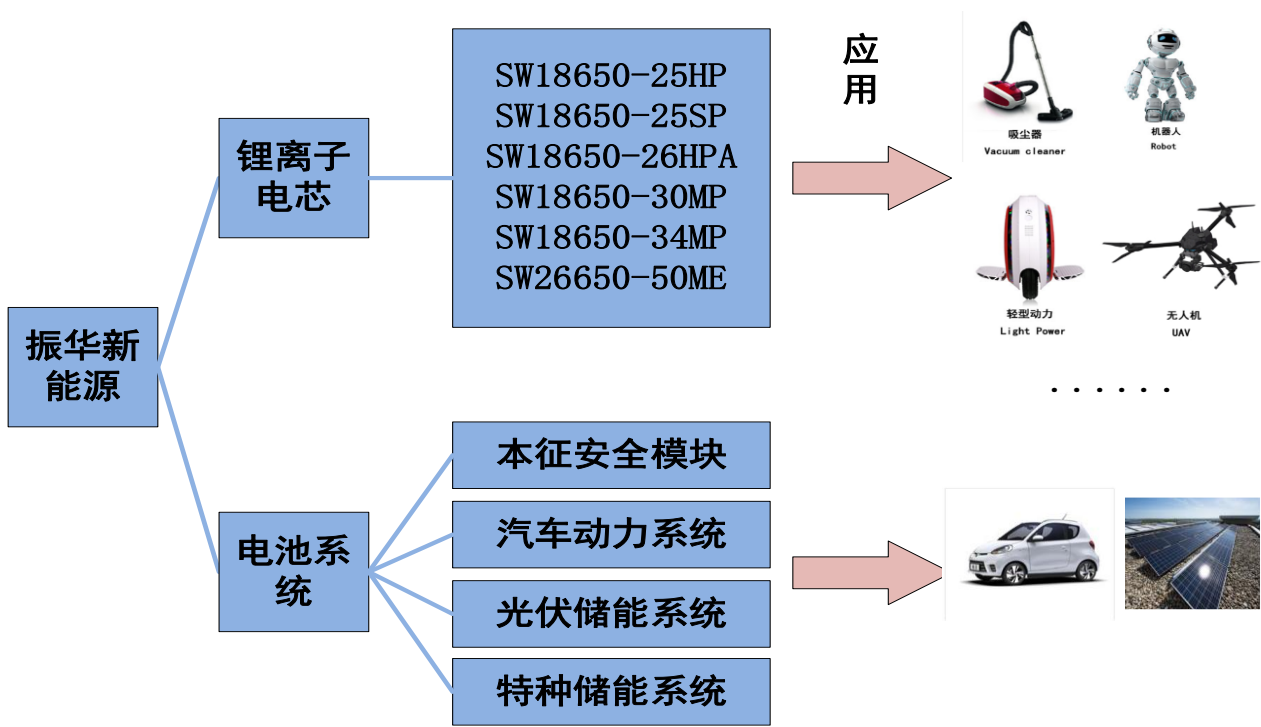 振华新
能源
锂离子
电芯
SW18650-25HP
SW18650-25SP
SW18650-26HPA
SW18650-30MP
SW18650-34MP
SW26650-50ME
应
用
吸尘器
Vacuum cleaner
机器人
Robot
轻型动力
Light Power
无人机
UAV
······
电池系
统
本征安全模块
汽车动力系统
光伏储能系统
特种储能系统